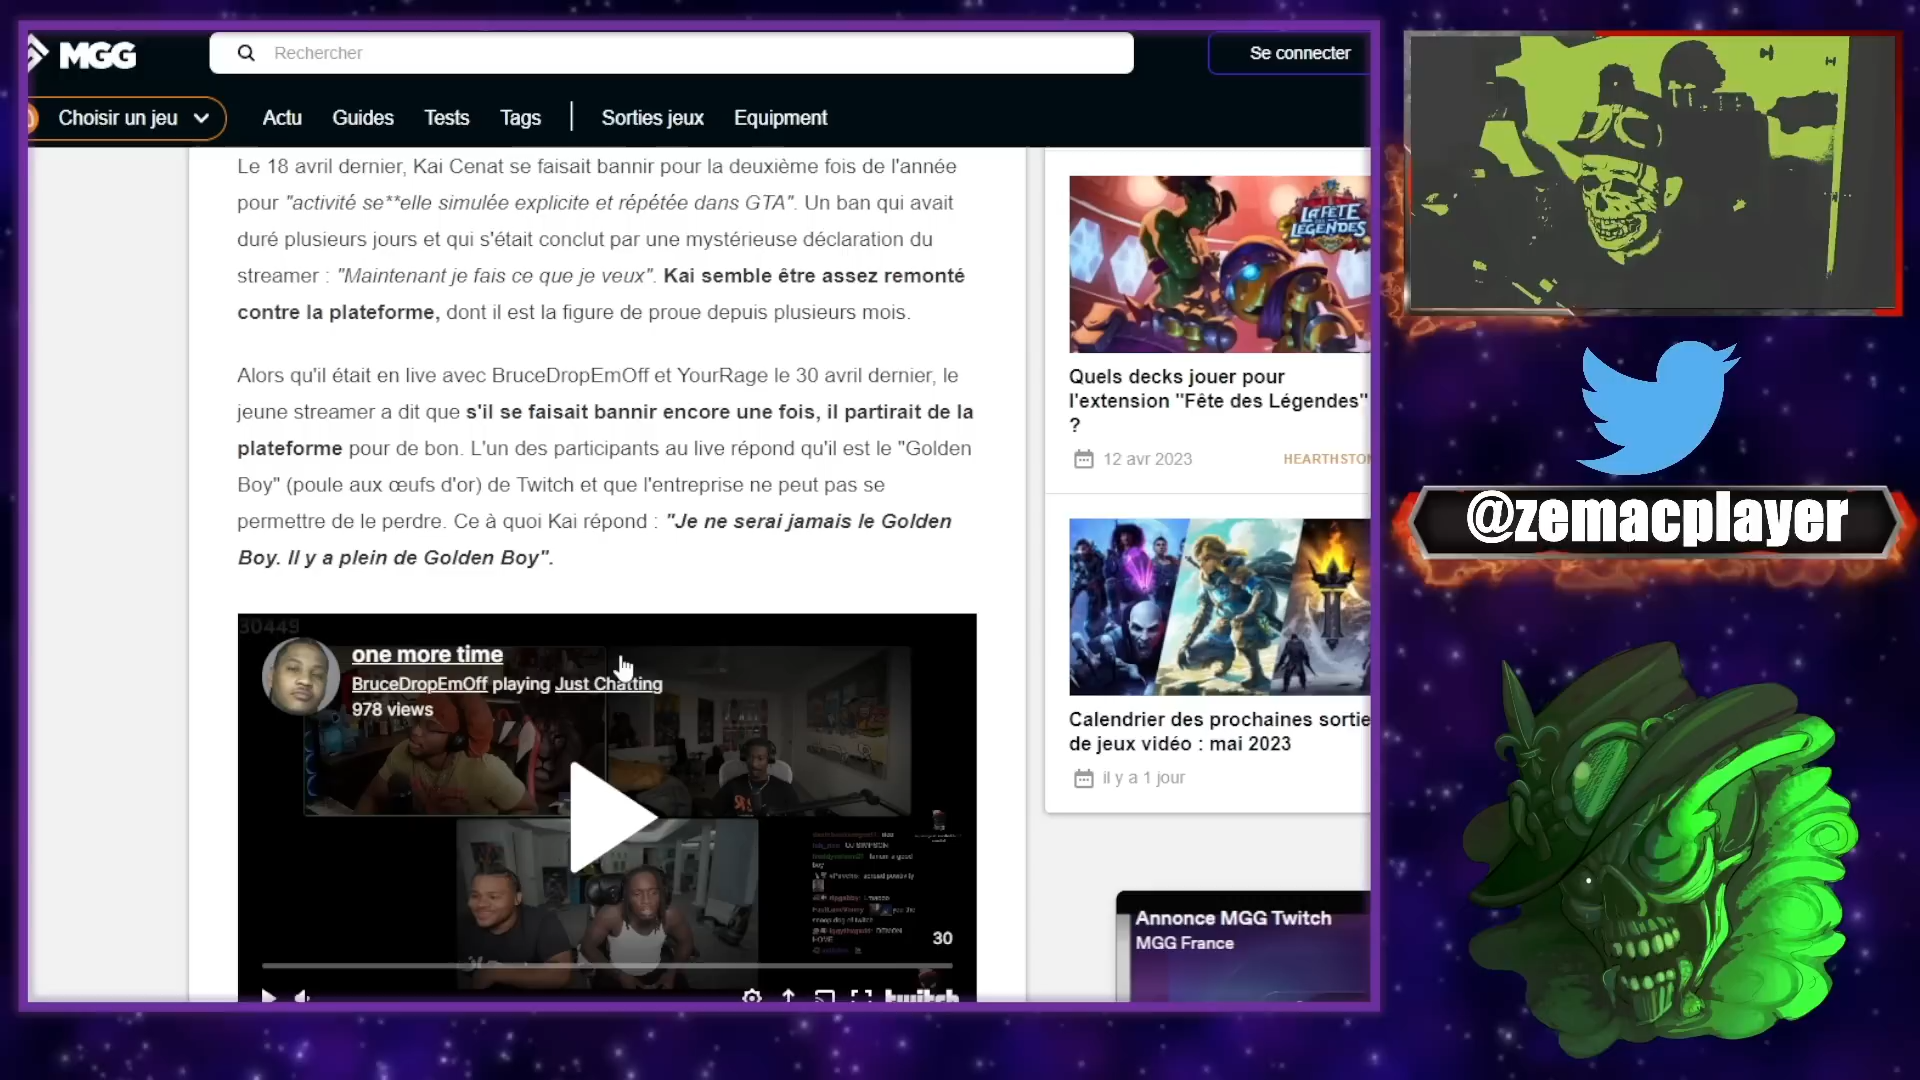 MGG
Rechercher
Se connecter
Choisir un jeu
Actu
Guides
Tests
Tags
Sorties jeux
Equipment
Le 18 avril dernier, Kai Cenat se faisait bannir pour la deuxième fois de l'année
pour "activité se**elle simulée explicite et répétée dans GTA". Un ban qui avait
duré plusieurs jours et qui s'était conclut par une mystérieuse déclaration du
streamer : "Maintenant je fais ce que je veux". Kai semble être assez remonté
contre la plateforme, dont il est la figure de proue depuis plusieurs mois.
Alors qu'il était en live avec BruceDropEmOff et YourRage le 30 avril dernier, le
jeune streamer a dit que s'il se faisait bannir encore une fois, il partirait de la
plateforme pour de bon. L'un des participants au live répond qu'il est le "Golden
Boy" (poule aux œufs d'or) de Twitch et que l'entreprise ne peut pas se
permettre de le perdre. Ce à quoi Kai répond : "Je ne serai jamais le Golden
Boy. Il y a plein de Golden Boy".
30449
one more time
BruceDropEmOff playing Just Chatting
978 views
30
twitch
LA FÊTE
DES
LÉGENDES
Quels decks jouer pour
l'extension "Fête des Légendes"
?
12 avr 2023
HEARTHSTON
Calendrier des prochaines sortie
de jeux vidéo : mai 2023
il y a 1 jour
Annonce MGG Twitch
MGG France
@zemacplayer